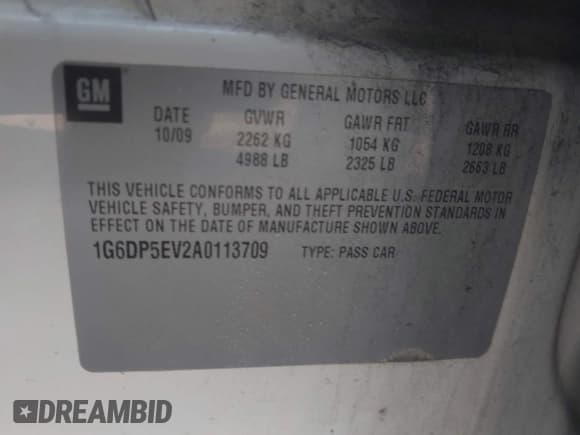 GM
MFD BY GENERAL MOTORS LLC
DATE GVWR GAWR FRT GAWR RR
10/09 2262 KG 1054 KG 1208 KG
4988 LB 2325 LB 2663 LB
THIS VEHICLE CONFORMS TO ALL APPLICABLE U.S. FEDERAL MOTOR
VEHICLE SAFETY, BUMPER, AND THEFT PREVENTION STANDARDS IN
EFFECT ON THE DATE OF MANUFACTURE SHOWN ABOVE.
1G6DP5EV2A0113709 TYPE: PASS CAR
DREAMBID